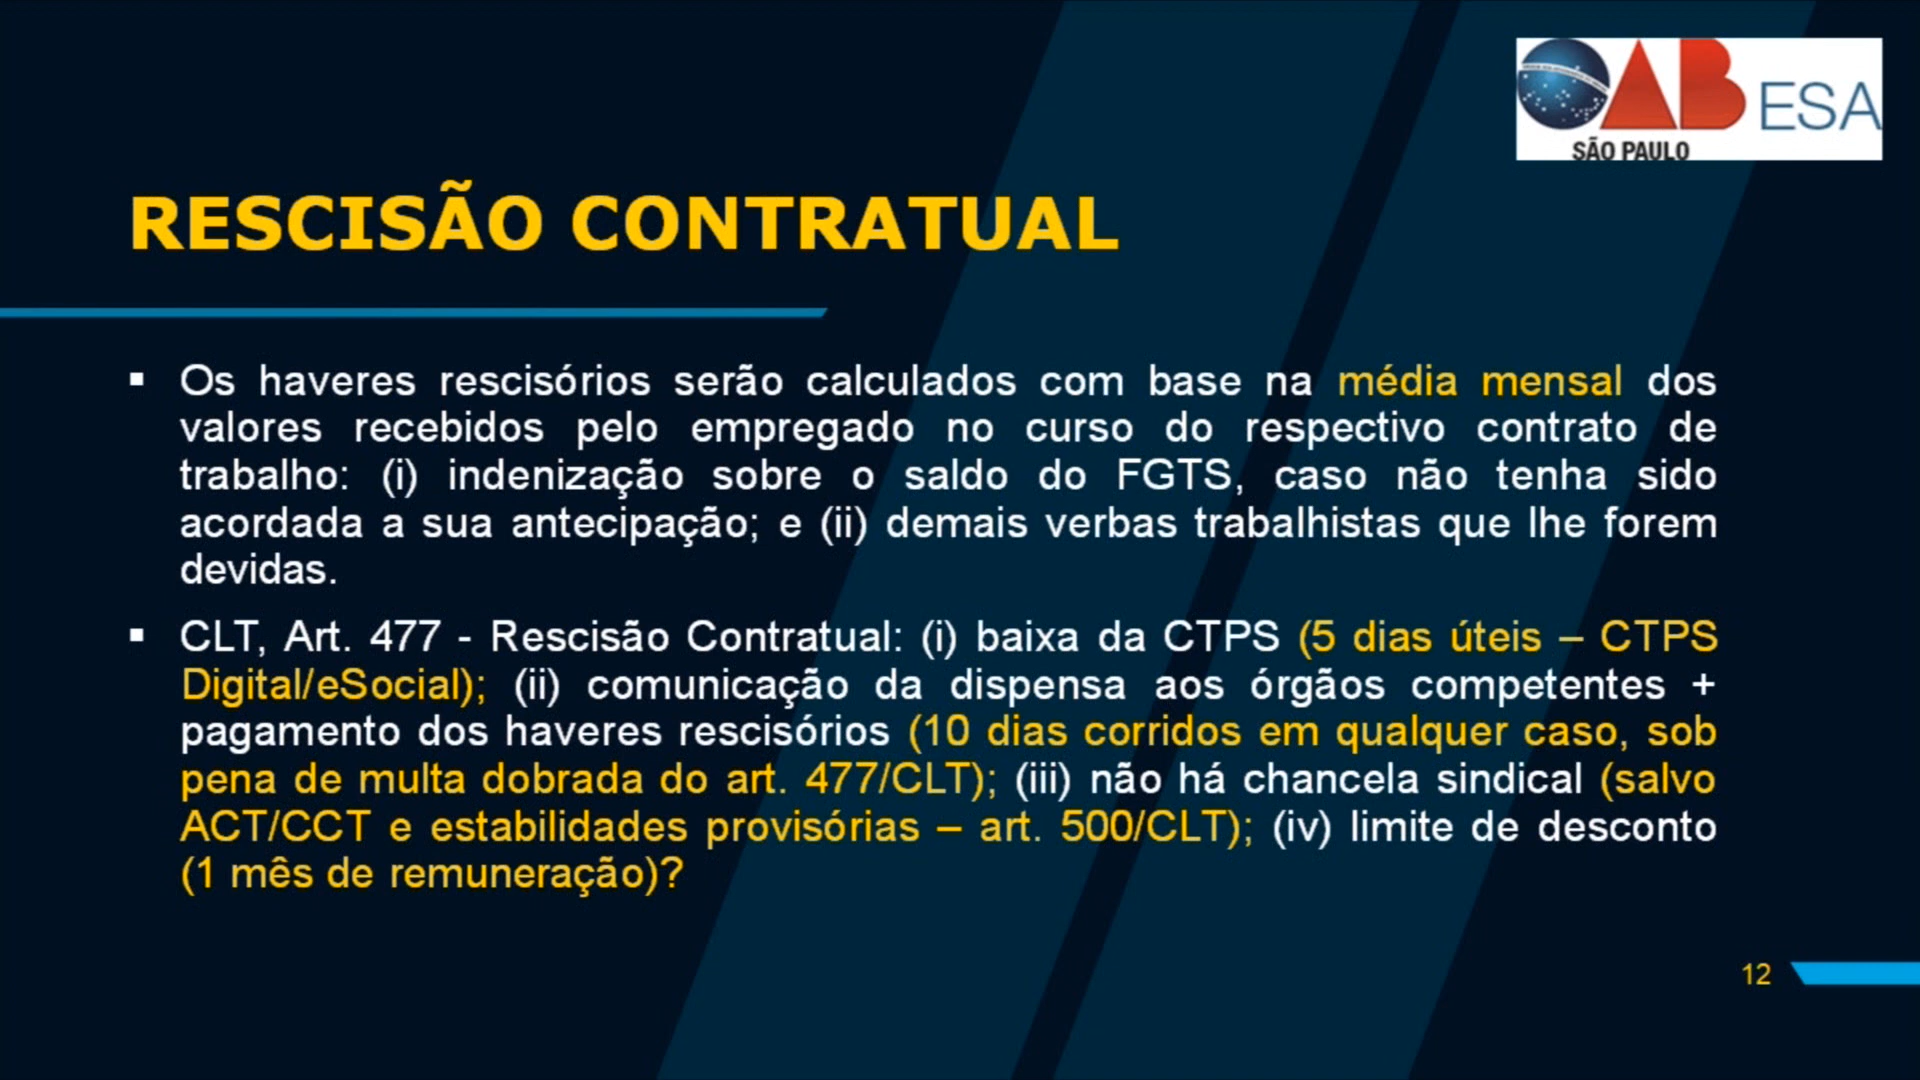 OAB ESA
SÃO PAULO
RESCISÃO CONTRATUAL
▪ Os haveres rescisórios serão calculados com base na média mensal dos
valores recebidos pelo empregado no curso do respectivo contrato de
trabalho: (i) indenização sobre o saldo do FGTS, caso não tenha sido
acordada a sua antecipação; e (ii) demais verbas trabalhistas que lhe forem
devidas.
▪ CLT, Art. 477 - Rescisão Contratual: (i) baixa da CTPS (5 dias úteis – CTPS
Digital/eSocial); (ii) comunicação da dispensa aos órgãos competentes +
pagamento dos haveres rescisórios (10 dias corridos em qualquer caso, sob
pena de multa dobrada do art. 477/CLT); (iii) não há chancela sindical (salvo
ACT/CCT e estabilidades provisórias – art. 500/CLT); (iv) limite de desconto
(1 mês de remuneração)?
12